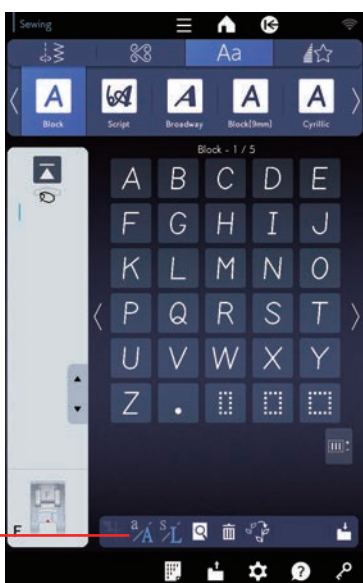 Sewing
Aa
A A A A A
Block Script Broadway Block(9mm) Cyrillic
Block - 1 / 5
A B C D E
F G H I J
K L M N O
P Q R S T
U V W X Y
Z .
F
a/A S/L
?